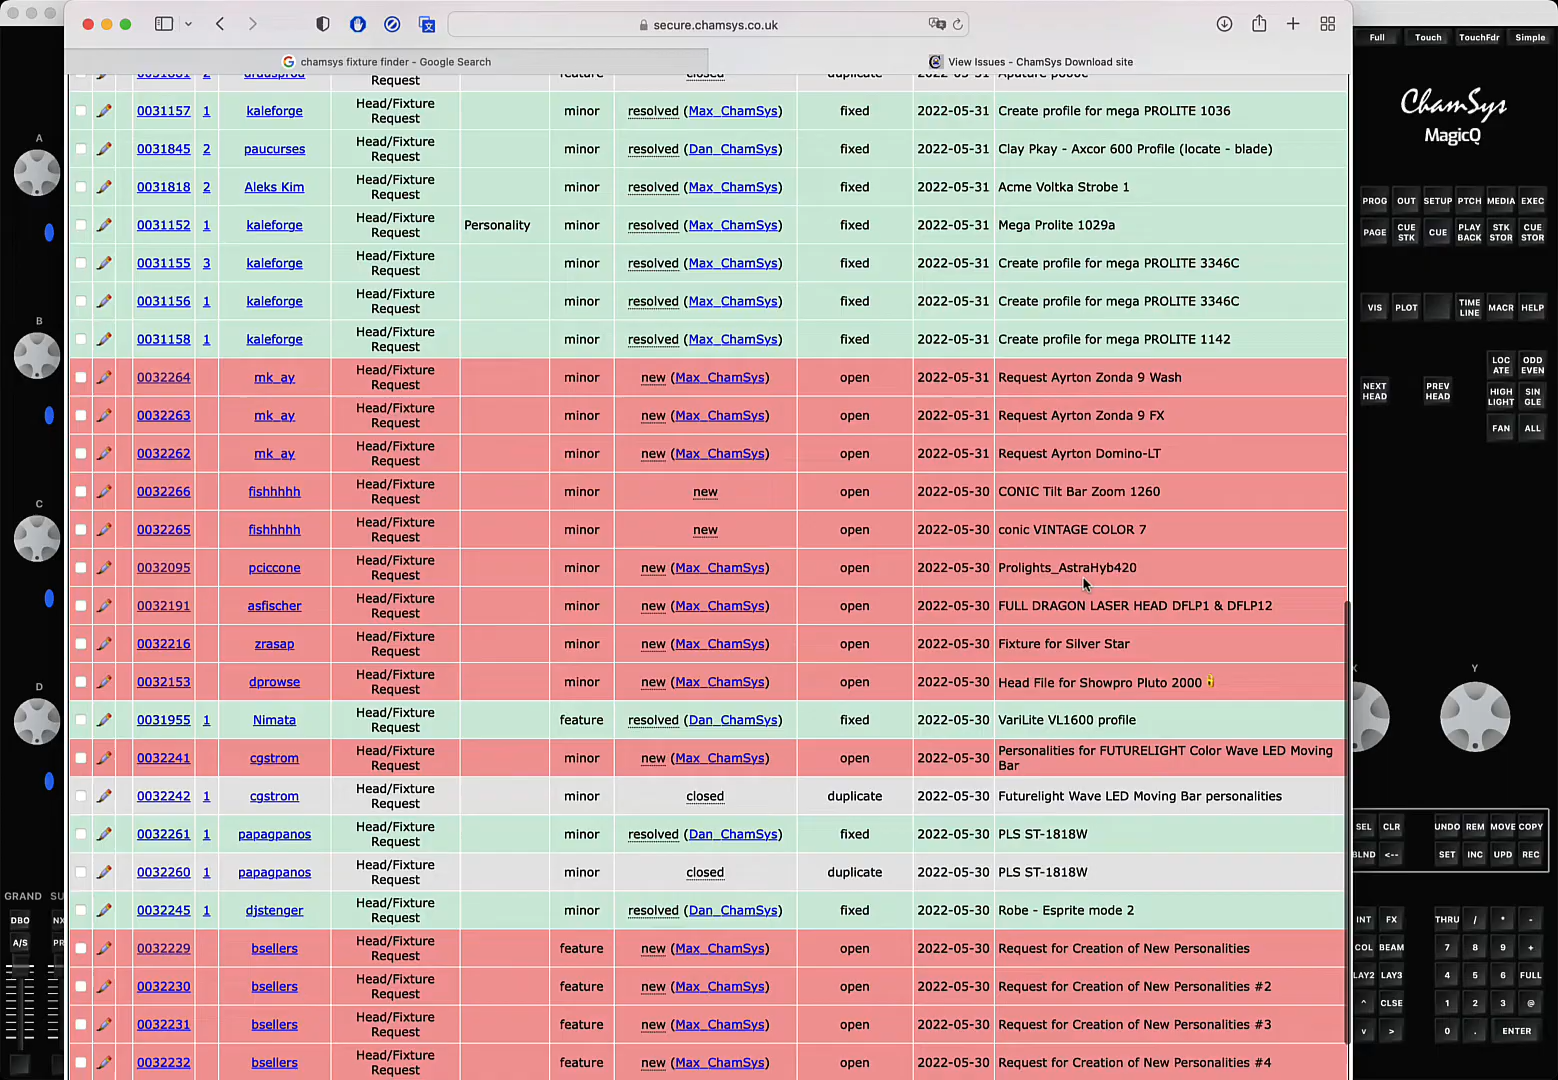 secure.chamsys.co.uk
chamsys fixture finder - Google Search
View Issues - ChamSys Download site
Request feature closed duplicate
0031157 1 kaleforge Head/Fixture Request minor resolved (Max_ChamSys) fixed 2022-05-31 Create profile for mega PROLITE 1036
0031845 2 paucurses Head/Fixture Request minor resolved (Dan_ChamSys) fixed 2022-05-31 Clay Pkay - Axcor 600 Profile (locate - blade)
0031818 2 Aleks Kim Head/Fixture Request minor resolved (Max_ChamSys) fixed 2022-05-31 Acme Voltka Strobe 1
0031152 1 kaleforge Head/Fixture Request Personality minor resolved (Max_ChamSys) fixed 2022-05-31 Mega Prolite 1029a
0031155 3 kaleforge Head/Fixture Request minor resolved (Max_ChamSys) fixed 2022-05-31 Create profile for mega PROLITE 3346C
0031156 1 kaleforge Head/Fixture Request minor resolved (Max_ChamSys) fixed 2022-05-31 Create profile for mega PROLITE 3346C
0031158 1 kaleforge Head/Fixture Request minor resolved (Max_ChamSys) fixed 2022-05-31 Create profile for mega PROLITE 1142
0032264 mk_ay Head/Fixture Request minor new (Max_ChamSys) open 2022-05-31 Request Ayrton Zonda 9 Wash
0032263 mk_ay Head/Fixture Request minor new (Max_ChamSys) open 2022-05-31 Request Ayrton Zonda 9 FX
0032262 mk_ay Head/Fixture Request minor new (Max_ChamSys) open 2022-05-31 Request Ayrton Domino-LT
0032266 fishhhhh Head/Fixture Request minor new open 2022-05-31 CONIC Tilt Bar Zoom 1260
0032265 fishhhhh Head/Fixture Request minor new open 2022-05-30 conic VINTAGE COLOR 7
0032095 pciccone Head/Fixture Request minor new (Max_ChamSys) open 2022-05-30 Prolights_AstraHyb420
0032191 asfischer Head/Fixture Request minor new (Max_ChamSys) open 2022-05-30 FULL DRAGON LASER HEAD DFLP1 & DFLP12
0032216 zrasap Head/Fixture Request minor new (Max_ChamSys) open 2022-05-30 Fixture for Silver Star
0032153 dprowse Head/Fixture Request minor new (Max_ChamSys) open 2022-05-30 Head File for Showpro Pluto 2000
0031955 1 Nimata Head/Fixture Request feature resolved (Dan_ChamSys) fixed 2022-05-30 VariLite VL1600 profile
0032241 cgstrom Head/Fixture Request minor new (Max_ChamSys) open 2022-05-30 Personalities for FUTURELIGHT Color Wave LED Moving Bar
0032242 1 cgstrom Head/Fixture Request minor closed duplicate 2022-05-30 Futurelight Wave LED Moving Bar personalities
0032261 1 papagpanos Head/Fixture Request minor resolved (Dan_ChamSys) fixed 2022-05-30 PLS ST-1818W
0032260 1 papagpanos Head/Fixture Request minor closed duplicate 2022-05-30 PLS ST-1818W
0032245 1 djstenger Head/Fixture Request minor resolved (Dan_ChamSys) fixed 2022-05-30 Robe - Esprite mode 2
0032229 bsellers Head/Fixture Request feature new (Max_ChamSys) open 2022-05-30 Request for Creation of New Personalities
0032230 bsellers Head/Fixture Request feature new (Max_ChamSys) open 2022-05-30 Request for Creation of New Personalities #2
0032231 bsellers Head/Fixture Request feature new (Max_ChamSys) open 2022-05-30 Request for Creation of New Personalities #3
0032232 bsellers Head/Fixture Request feature new (Max_ChamSys) open 2022-05-30 Request for Creation of New Personalities #4
A
B
C
D
GRAND SU
DBO NX
A/S PR
Full Touch TouchFdr Simple
ChamSys
MagicQ
PROG OUT SETUP PTCH MEDIA EXEC
PAGE CUE STK CUE PLAY BACK STK STOR CUE STOR
VIS PLOT TIME LINE MACR HELP
LOC ATE ODD EVEN
NEXT HEAD PREV HEAD HIGH LIGHT SIN GLE
FAN ALL
X Y
SEL CLR UNDO REM MOVE COPY
BLND <-- SET INC UPD REC
INT FX THRU / * -
COL BEAM 7 8 9 +
LAY2 LAY3 4 5 6 FULL
^ CLSE 1 2 3 @
v > 0 . ENTER